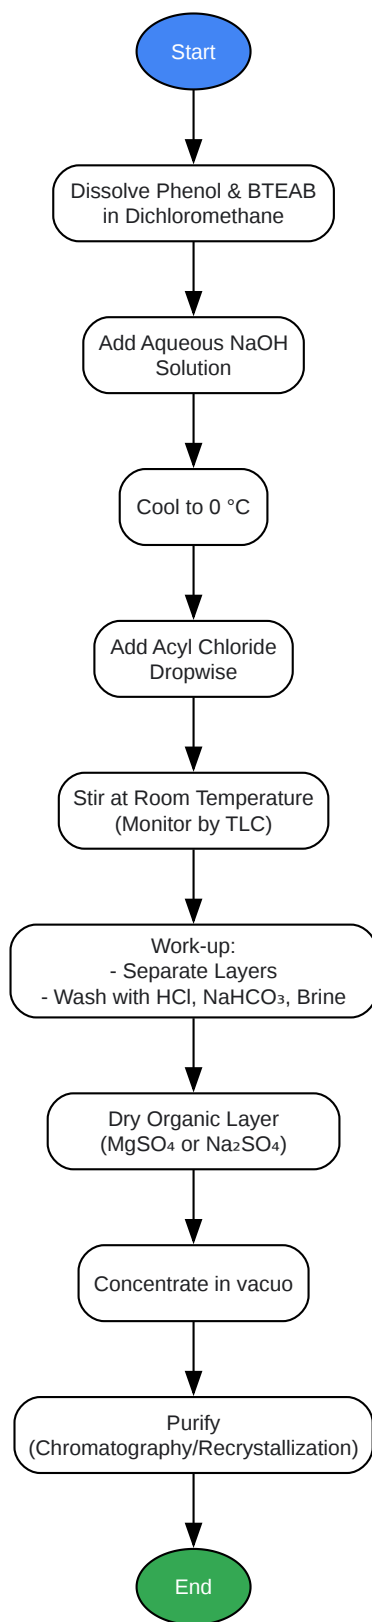 Start
Dissolve Phenol & BTEAB
in Dichloromethane
Add Aqueous NaOH
Solution
Cool to 0 °C
Add Acyl Chloride
Dropwise
Stir at Room Temperature
(Monitor by TLC)
Work-up:
- Separate Layers
- Wash with HCl, NaHCO₃, Brine
Dry Organic Layer
(MgSO₄ or Na₂SO₄)
Concentrate in vacuo
Purify
(Chromatography/Recrystallization)
End